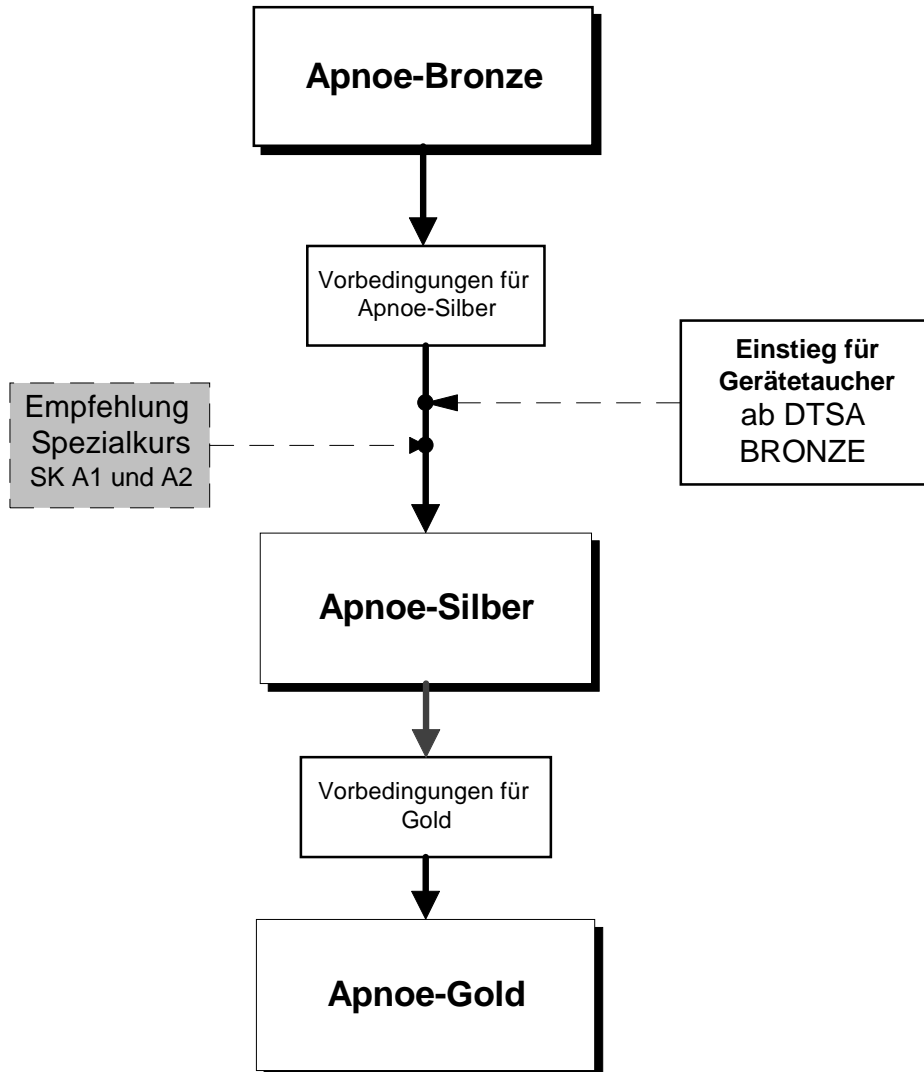 Apnoe-Bronze
Vorbedingungen für
Apnoe-Silber
Einstieg für
Gerätetaucher
ab DTSA
BRONZE
Empfehlung
Spezialkurs
SK A1 und A2
Apnoe-Silber
Vorbedingungen für
Gold
Apnoe-Gold